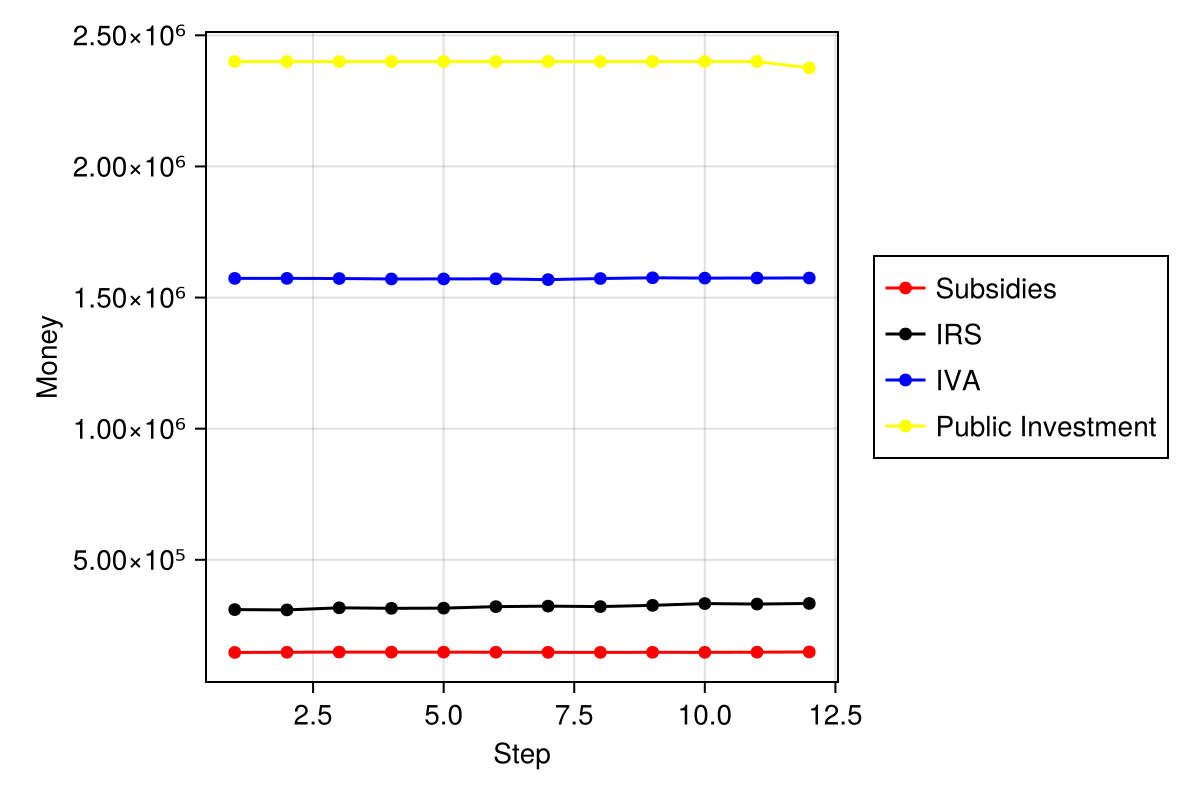 2.50×10⁶
2.00×10⁶
1.50×10⁶
1.00×10⁶
5.00×10⁵
Money
2.5 5.0 7.5 10.0 12.5
Step
Subsidies
IRS
IVA
Public Investment